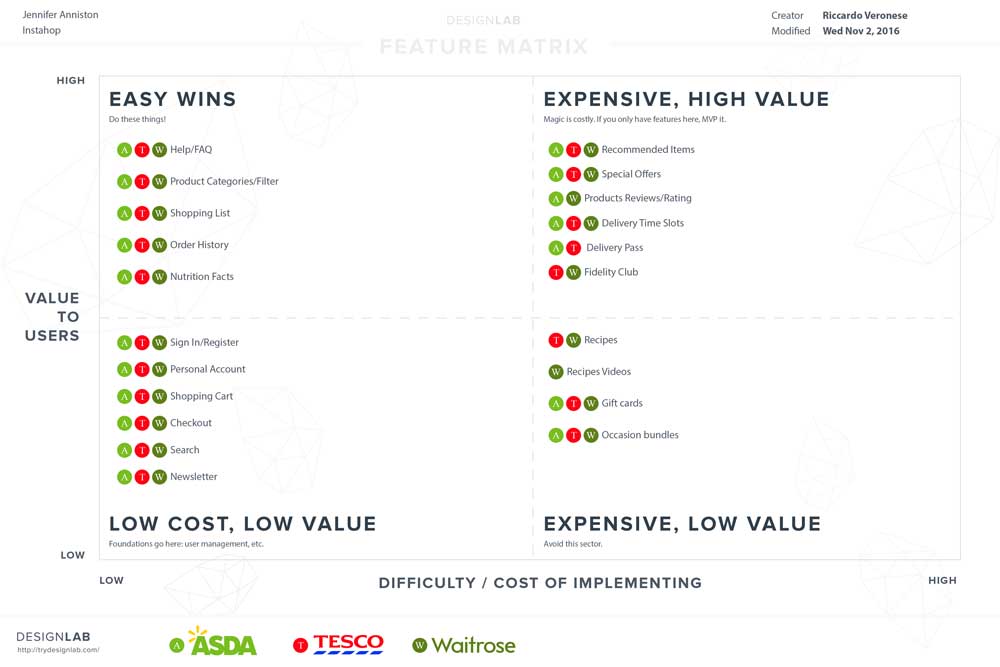 Jennifer Anniston
Instahop
DESIGNLAB
FEATURE MATRIX
Creator Riccardo Veronese
Modified Wed Nov 2, 2016
HIGH
EASY WINS
Do these things!
A T W Help/FAQ
A T W Product Categories/Filter
A T W Shopping List
A T W Order History
A T W Nutrition Facts
EXPENSIVE, HIGH VALUE
Magic is costly. If you only have features here, MVP it.
A T W Recommended Items
A T W Special Offers
A W Products Reviews/Rating
A T W Delivery Time Slots
A T Delivery Pass
T W Fidelity Club
VALUE
TO
USERS
A T W Sign In/Register
A T W Personal Account
A T W Shopping Cart
A T W Checkout
A T W Search
A T W Newsletter
LOW COST, LOW VALUE
Foundations go here: user management, etc.
T W Recipes
W Recipes Videos
A T W Gift cards
A T W Occasion bundles
EXPENSIVE, LOW VALUE
Avoid this sector.
LOW
LOW
DIFFICULTY / COST OF IMPLEMENTING
HIGH
DESIGNLAB
http://trydesignlab.com/
A ASDA
T TESCO
W Waitrose